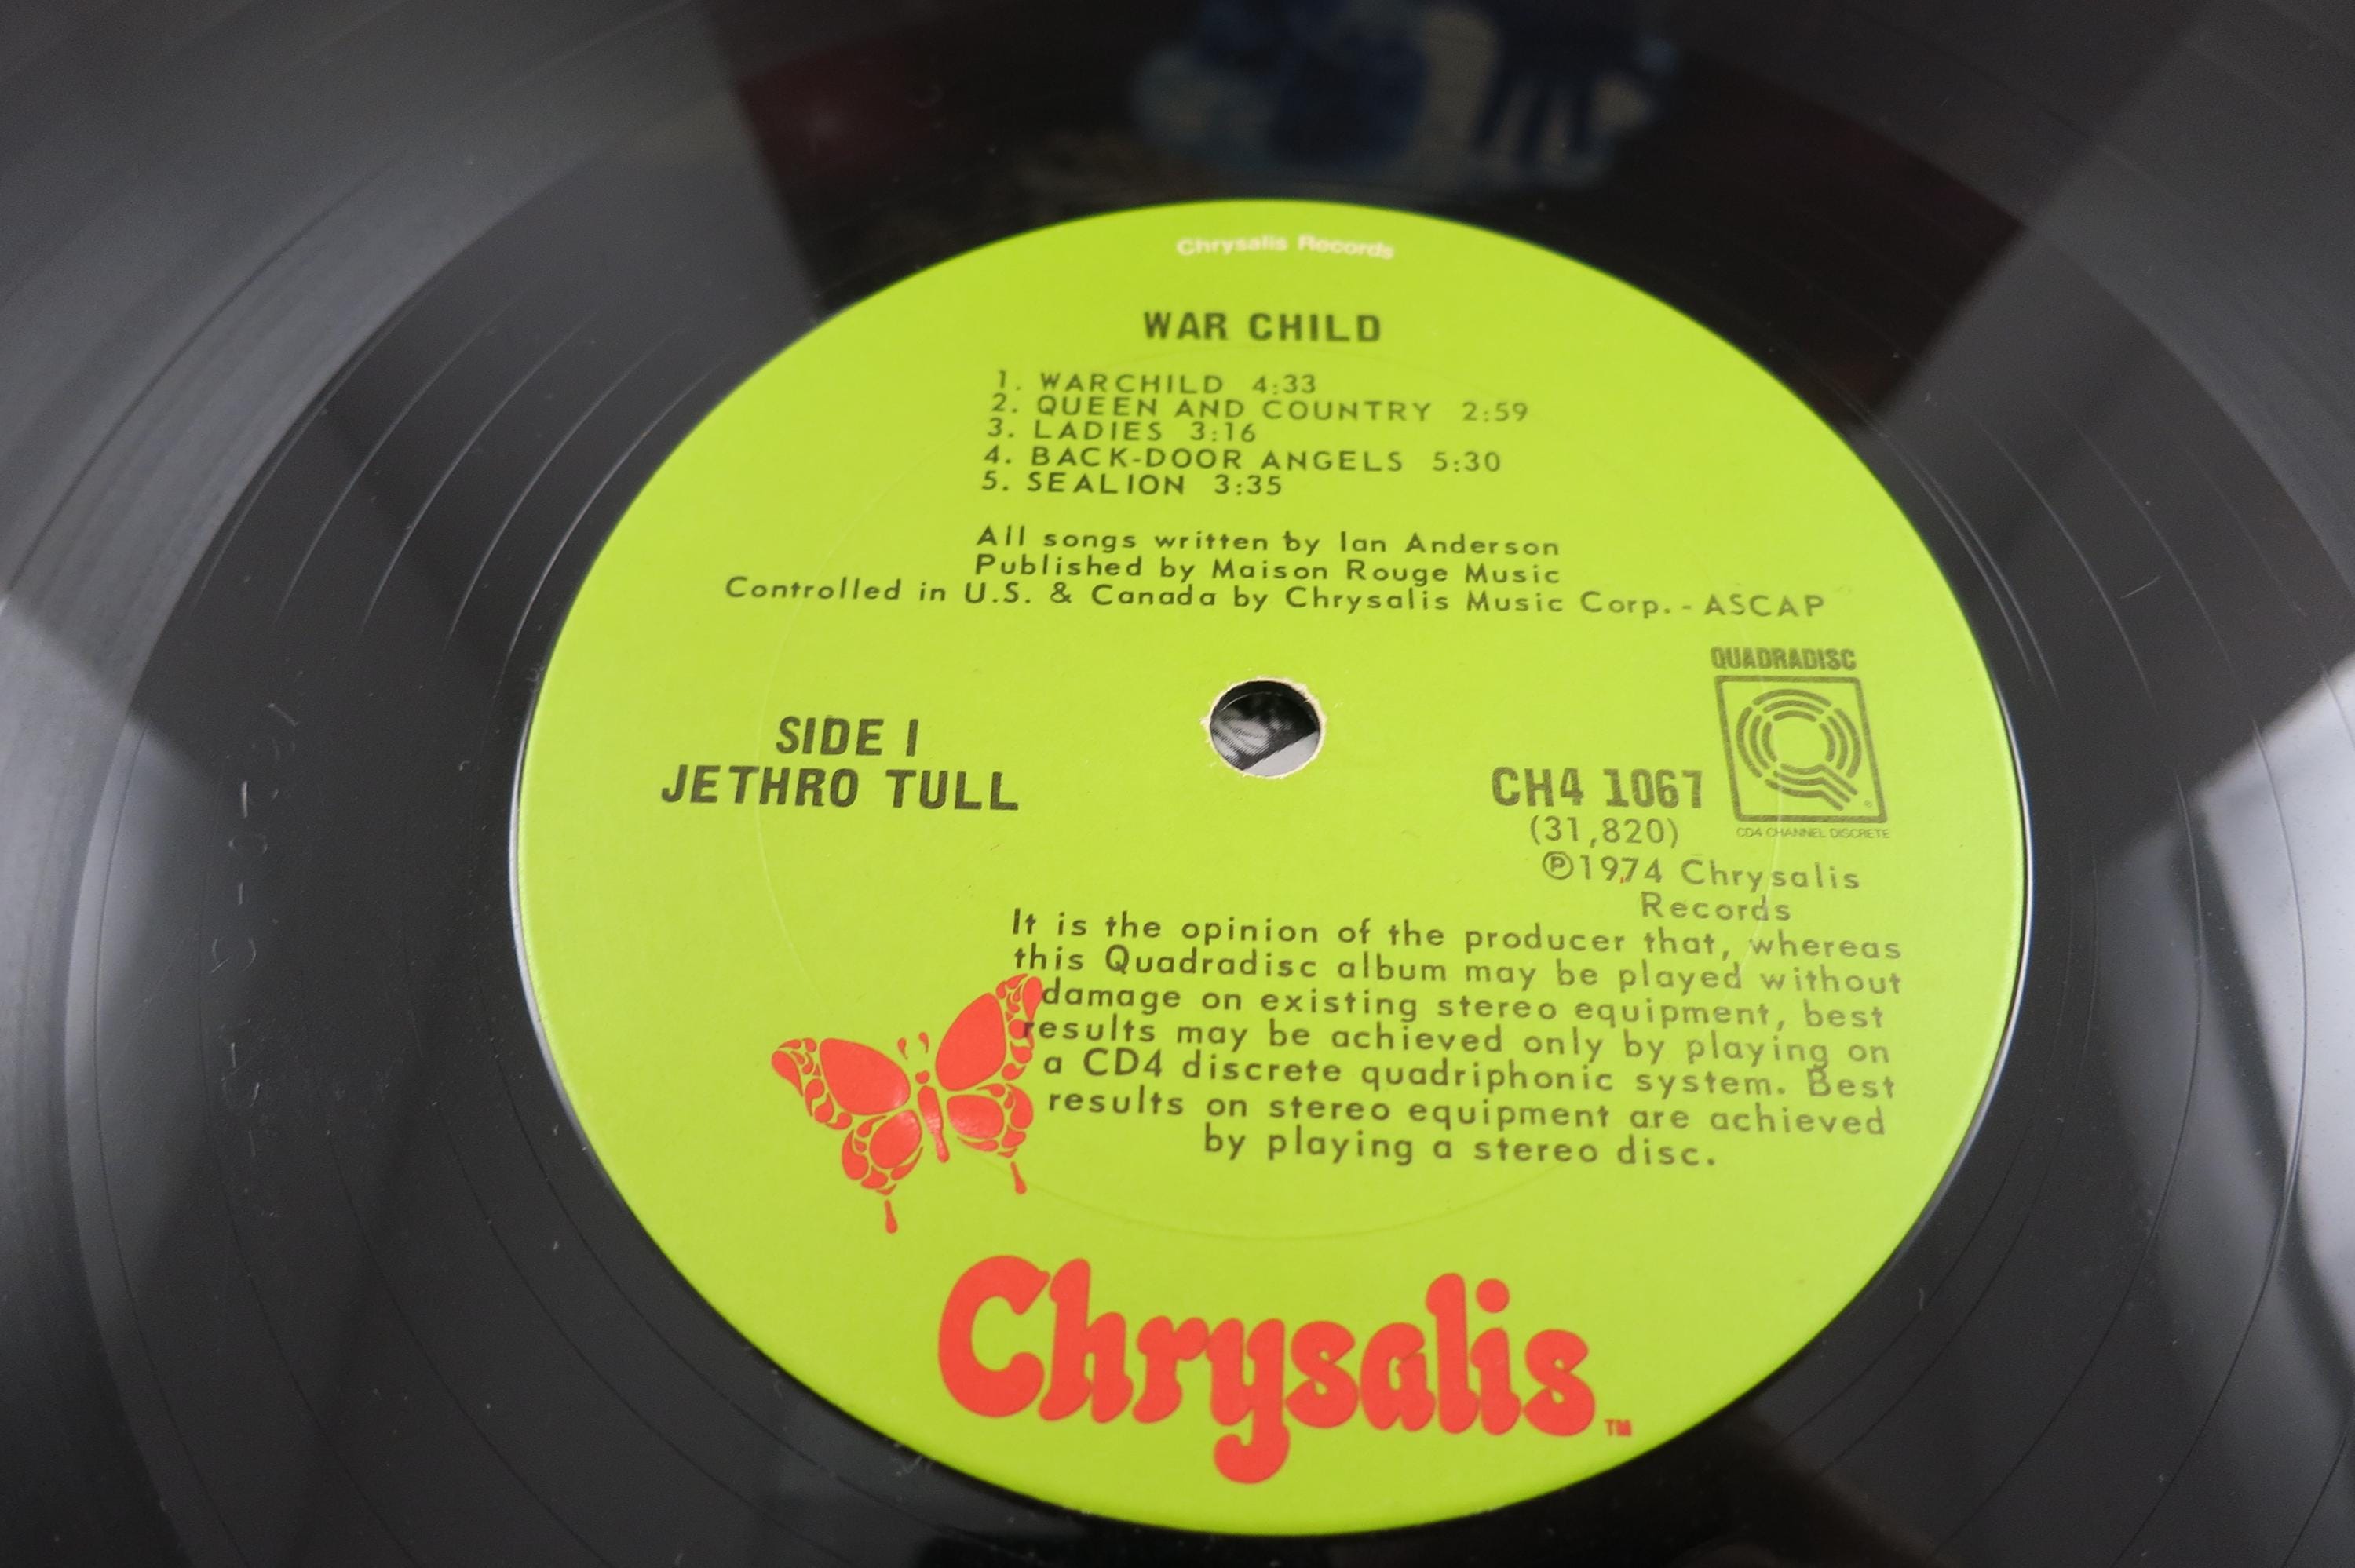 Chrysalis Records
WAR CHILD
1. WARCHILD 4:33
2. QUEEN AND COUNTRY 2:59
3. LADIES 3:16
4. BACK-DOOR ANGELS 5:30
5. SEALION 3:35
All songs written by Ian Anderson
Published by Maison Rouge Music
Controlled in U.S. & Canada by Chrysalis Music Corp. - ASCAP
QUADRADISC
SIDE 1
JETHRO TULL
CH4 1067
(31,820)
CD4 CHANNEL DISCRETE
℗1974 Chrysalis
Records
It is the opinion of the producer that, whereas
this Quadradisc album may be played without
damage on existing stereo equipment, best
results may be achieved only by playing on
a CD4 discrete quadriphonic system. Best
results on stereo equipment are achieved
by playing a stereo disc.
Chrysalis TM